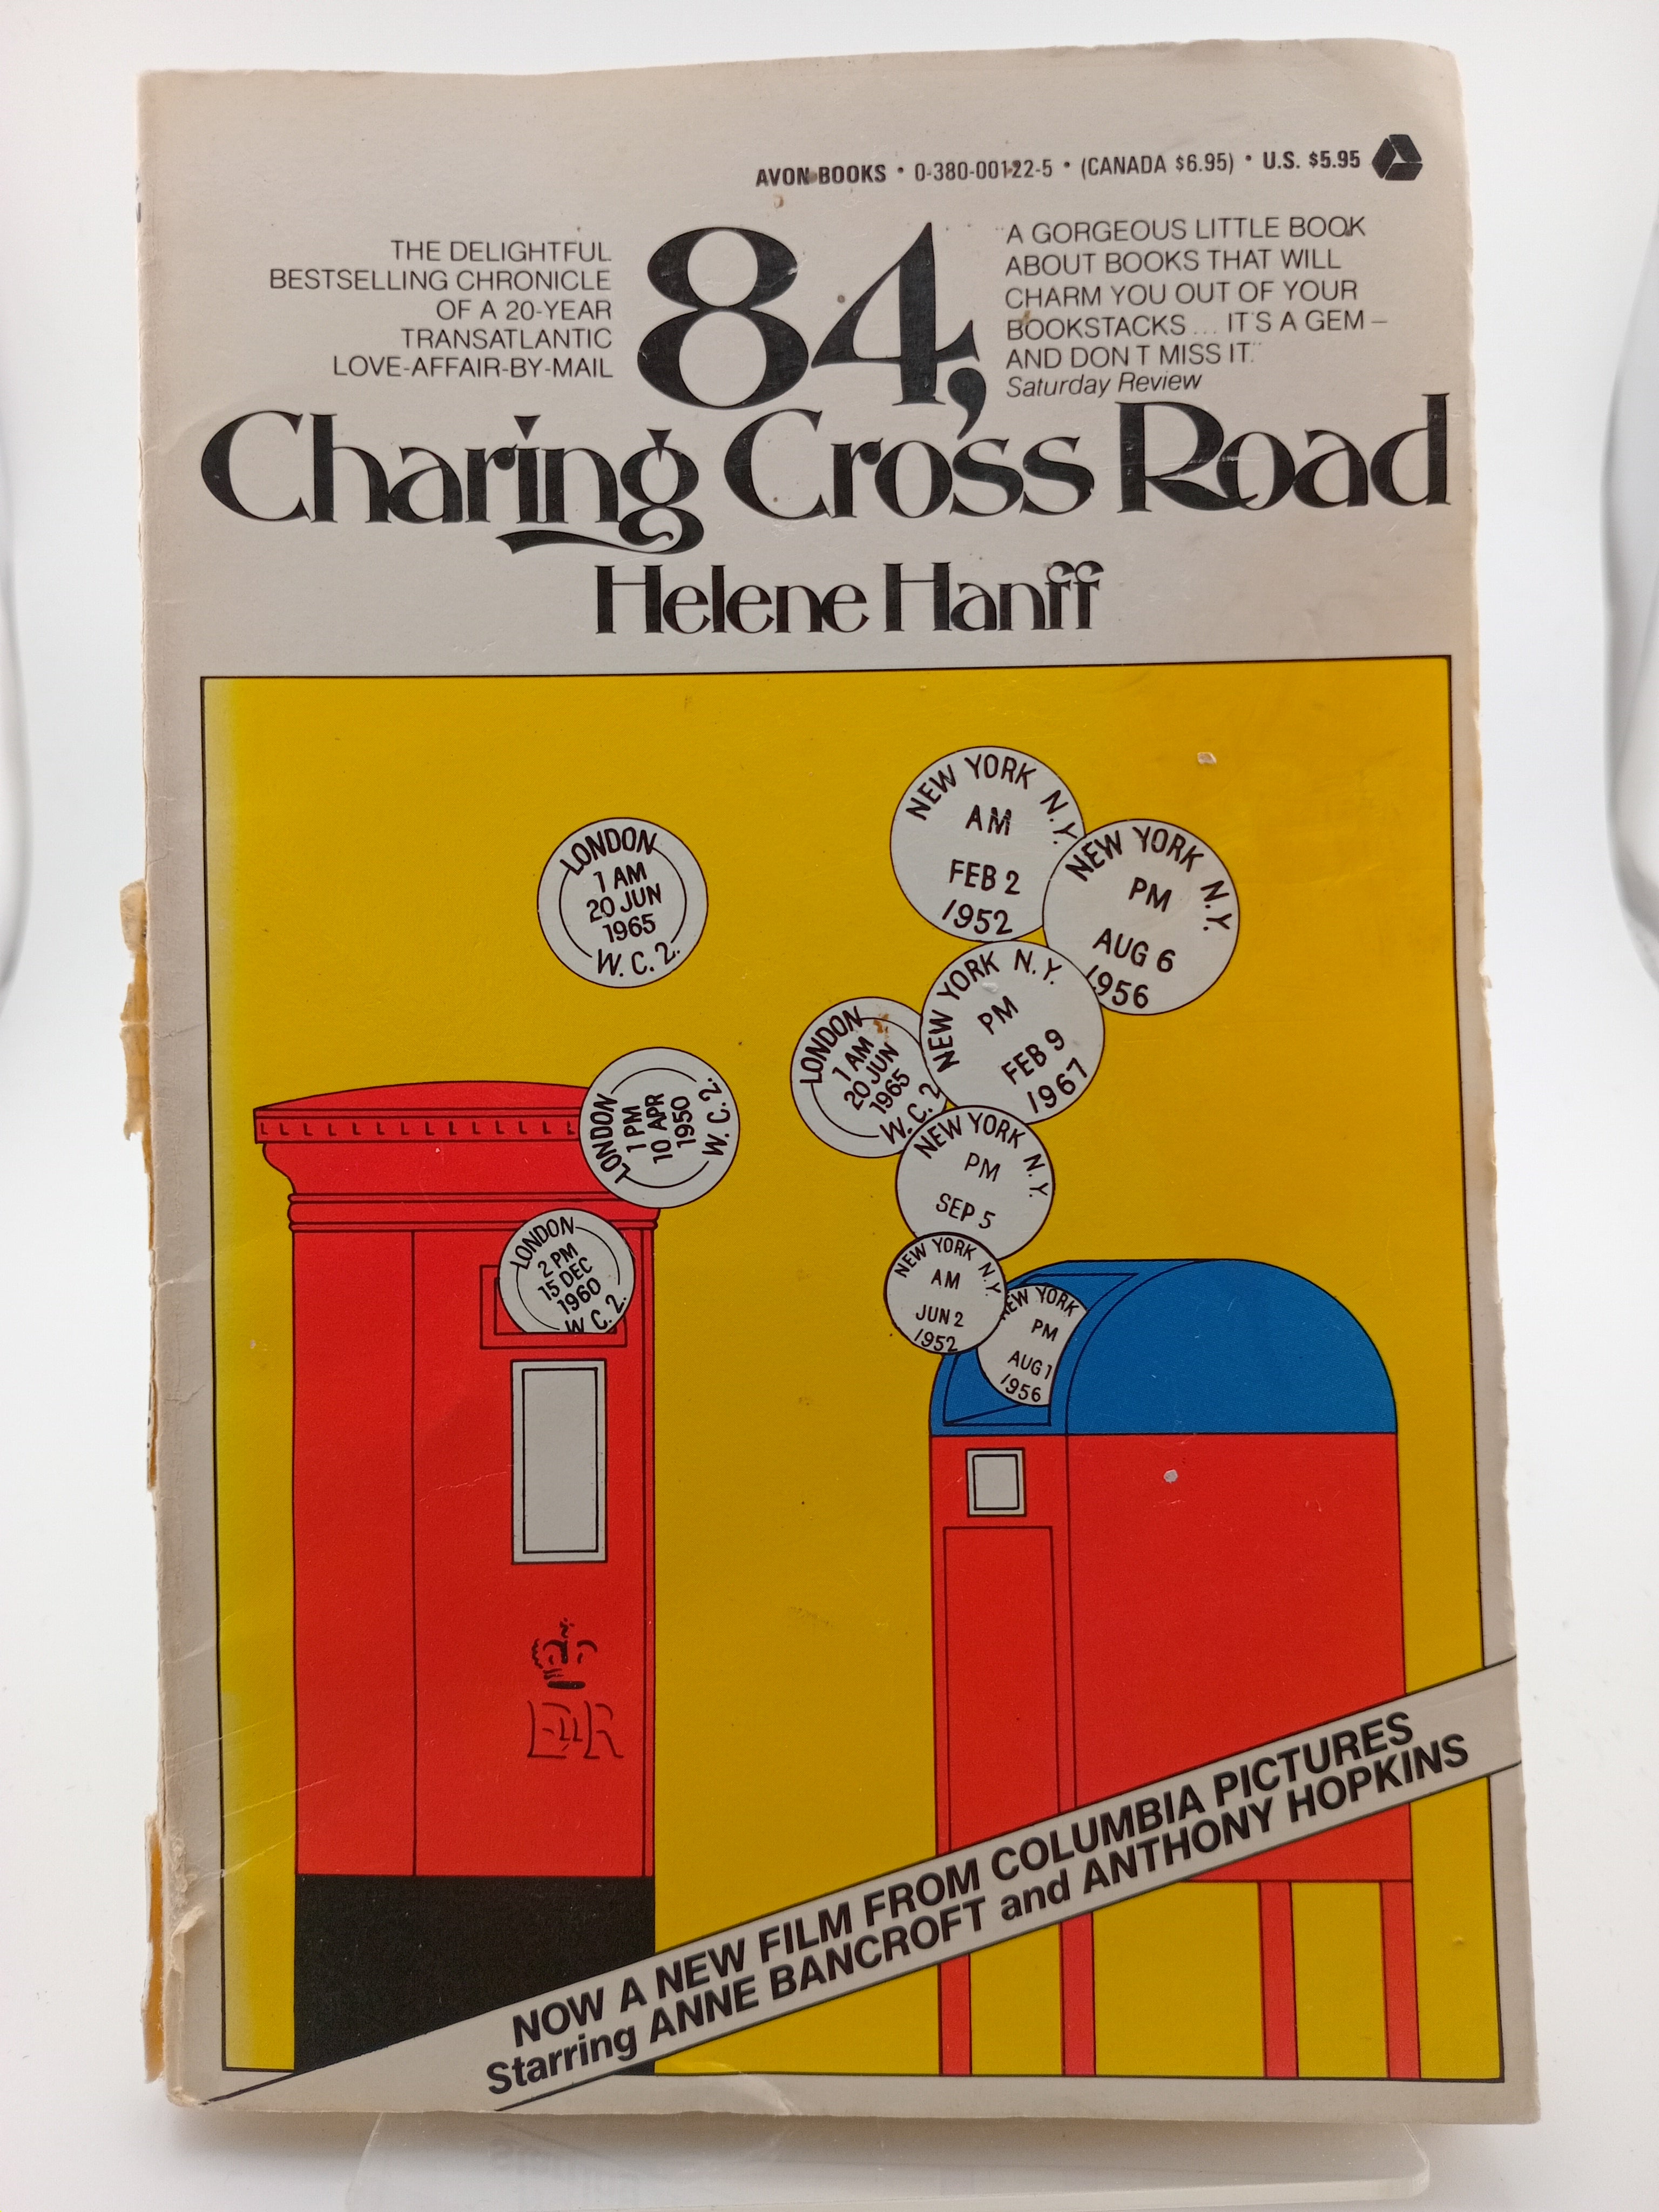 AVON BOOKS • 0-380-00122-5 • (CANADA $6.95) • U.S. $5.95
THE DELIGHTFUL
BESTSELLING CHRONICLE
OF A 20-YEAR
TRANSATLANTIC
LOVE-AFFAIR-BY-MAIL
84,
"A GORGEOUS LITTLE BOOK
ABOUT BOOKS THAT WILL
CHARM YOU OUT OF YOUR
BOOKSTACKS ... IT'S A GEM –
AND DON'T MISS IT."
Saturday Review
Charing Cross Road
Helene Hanff
NEW YORK N.Y.
AM
FEB 2
1952
NEW YORK N.Y.
PM
AUG 6
1956
LONDON
1 AM
20 JUN
1965
W.C.2.
NEW YORK N.Y.
PM
FEB 9
1967
LONDON
1 AM
20 JUN
1965
W.C.2
LONDON
1 PM
10 APR
1950
W.C.2.
NEW YORK N.Y.
PM
SEP 5
LONDON
2 PM
15 DEC
1960
W.C.2.
NEW YORK N.Y.
AM
JUN 2
1952
EW YORK
PM
AUG 1
1956
EIIR
NOW A NEW FILM FROM COLUMBIA PICTURES
Starring ANNE BANCROFT and ANTHONY HOPKINS